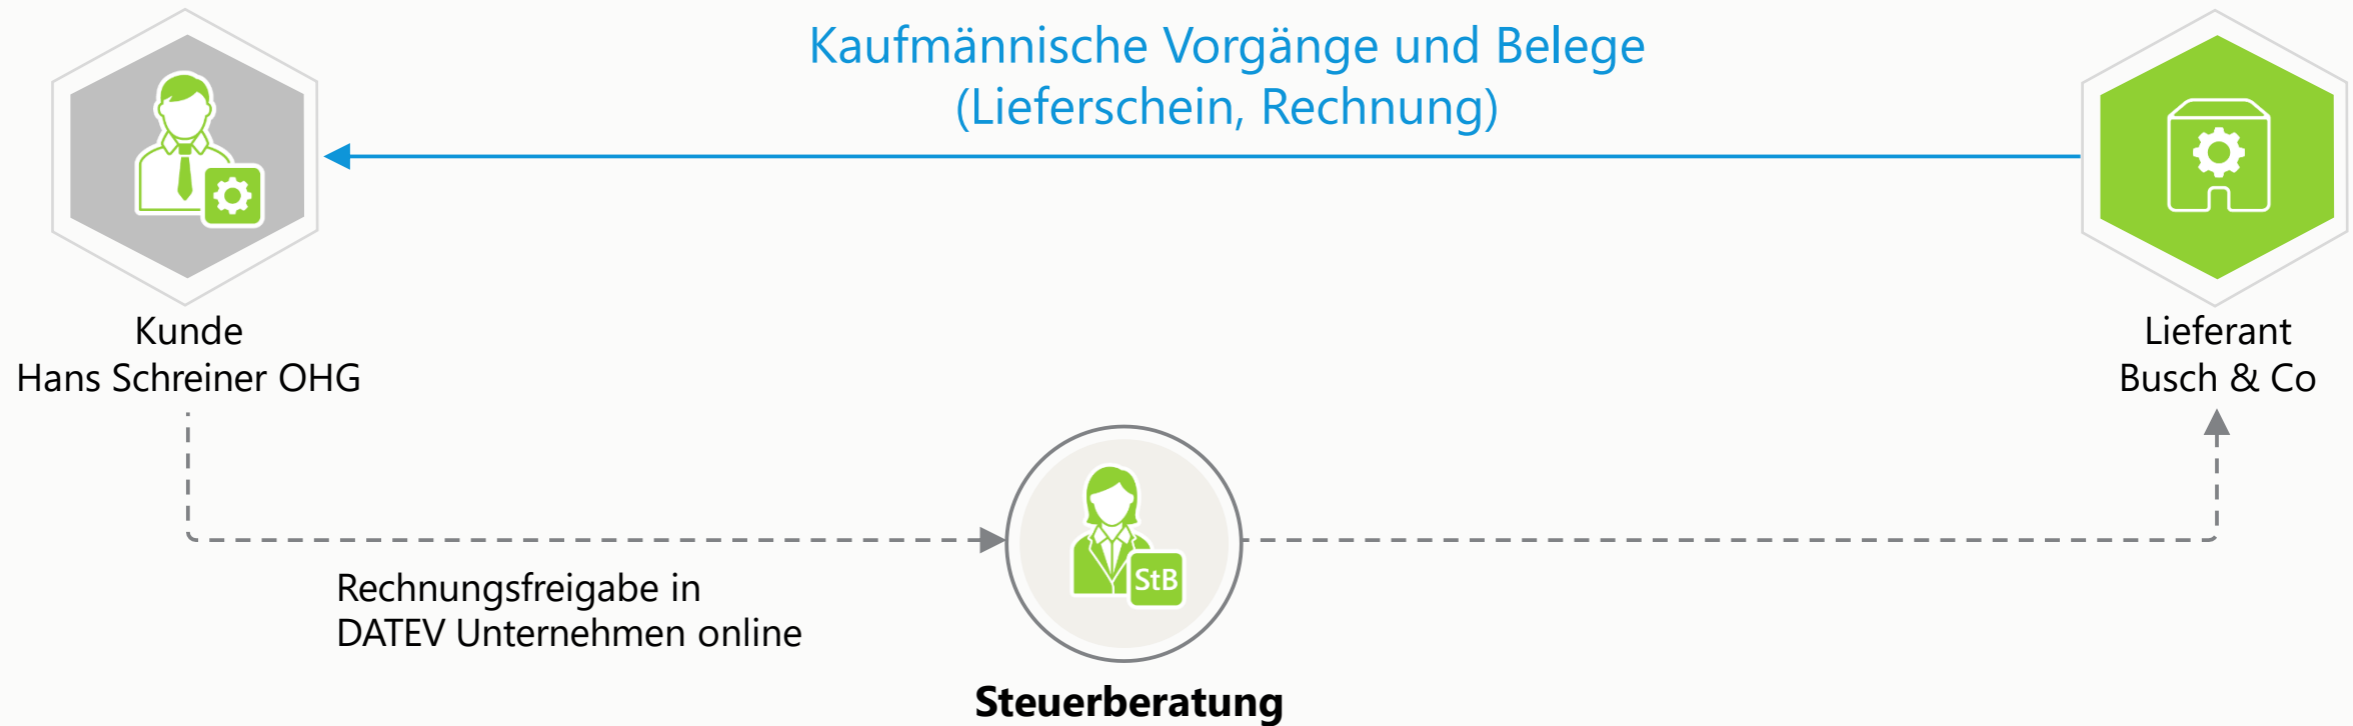 Kaufmännische Vorgänge und Belege
(Lieferschein, Rechnung)
Kunde
Hans Schreiner OHG
Lieferant
Busch & Co
StB
Rechnungsfreigabe in
DATEV Unternehmen online
Steuerberatung